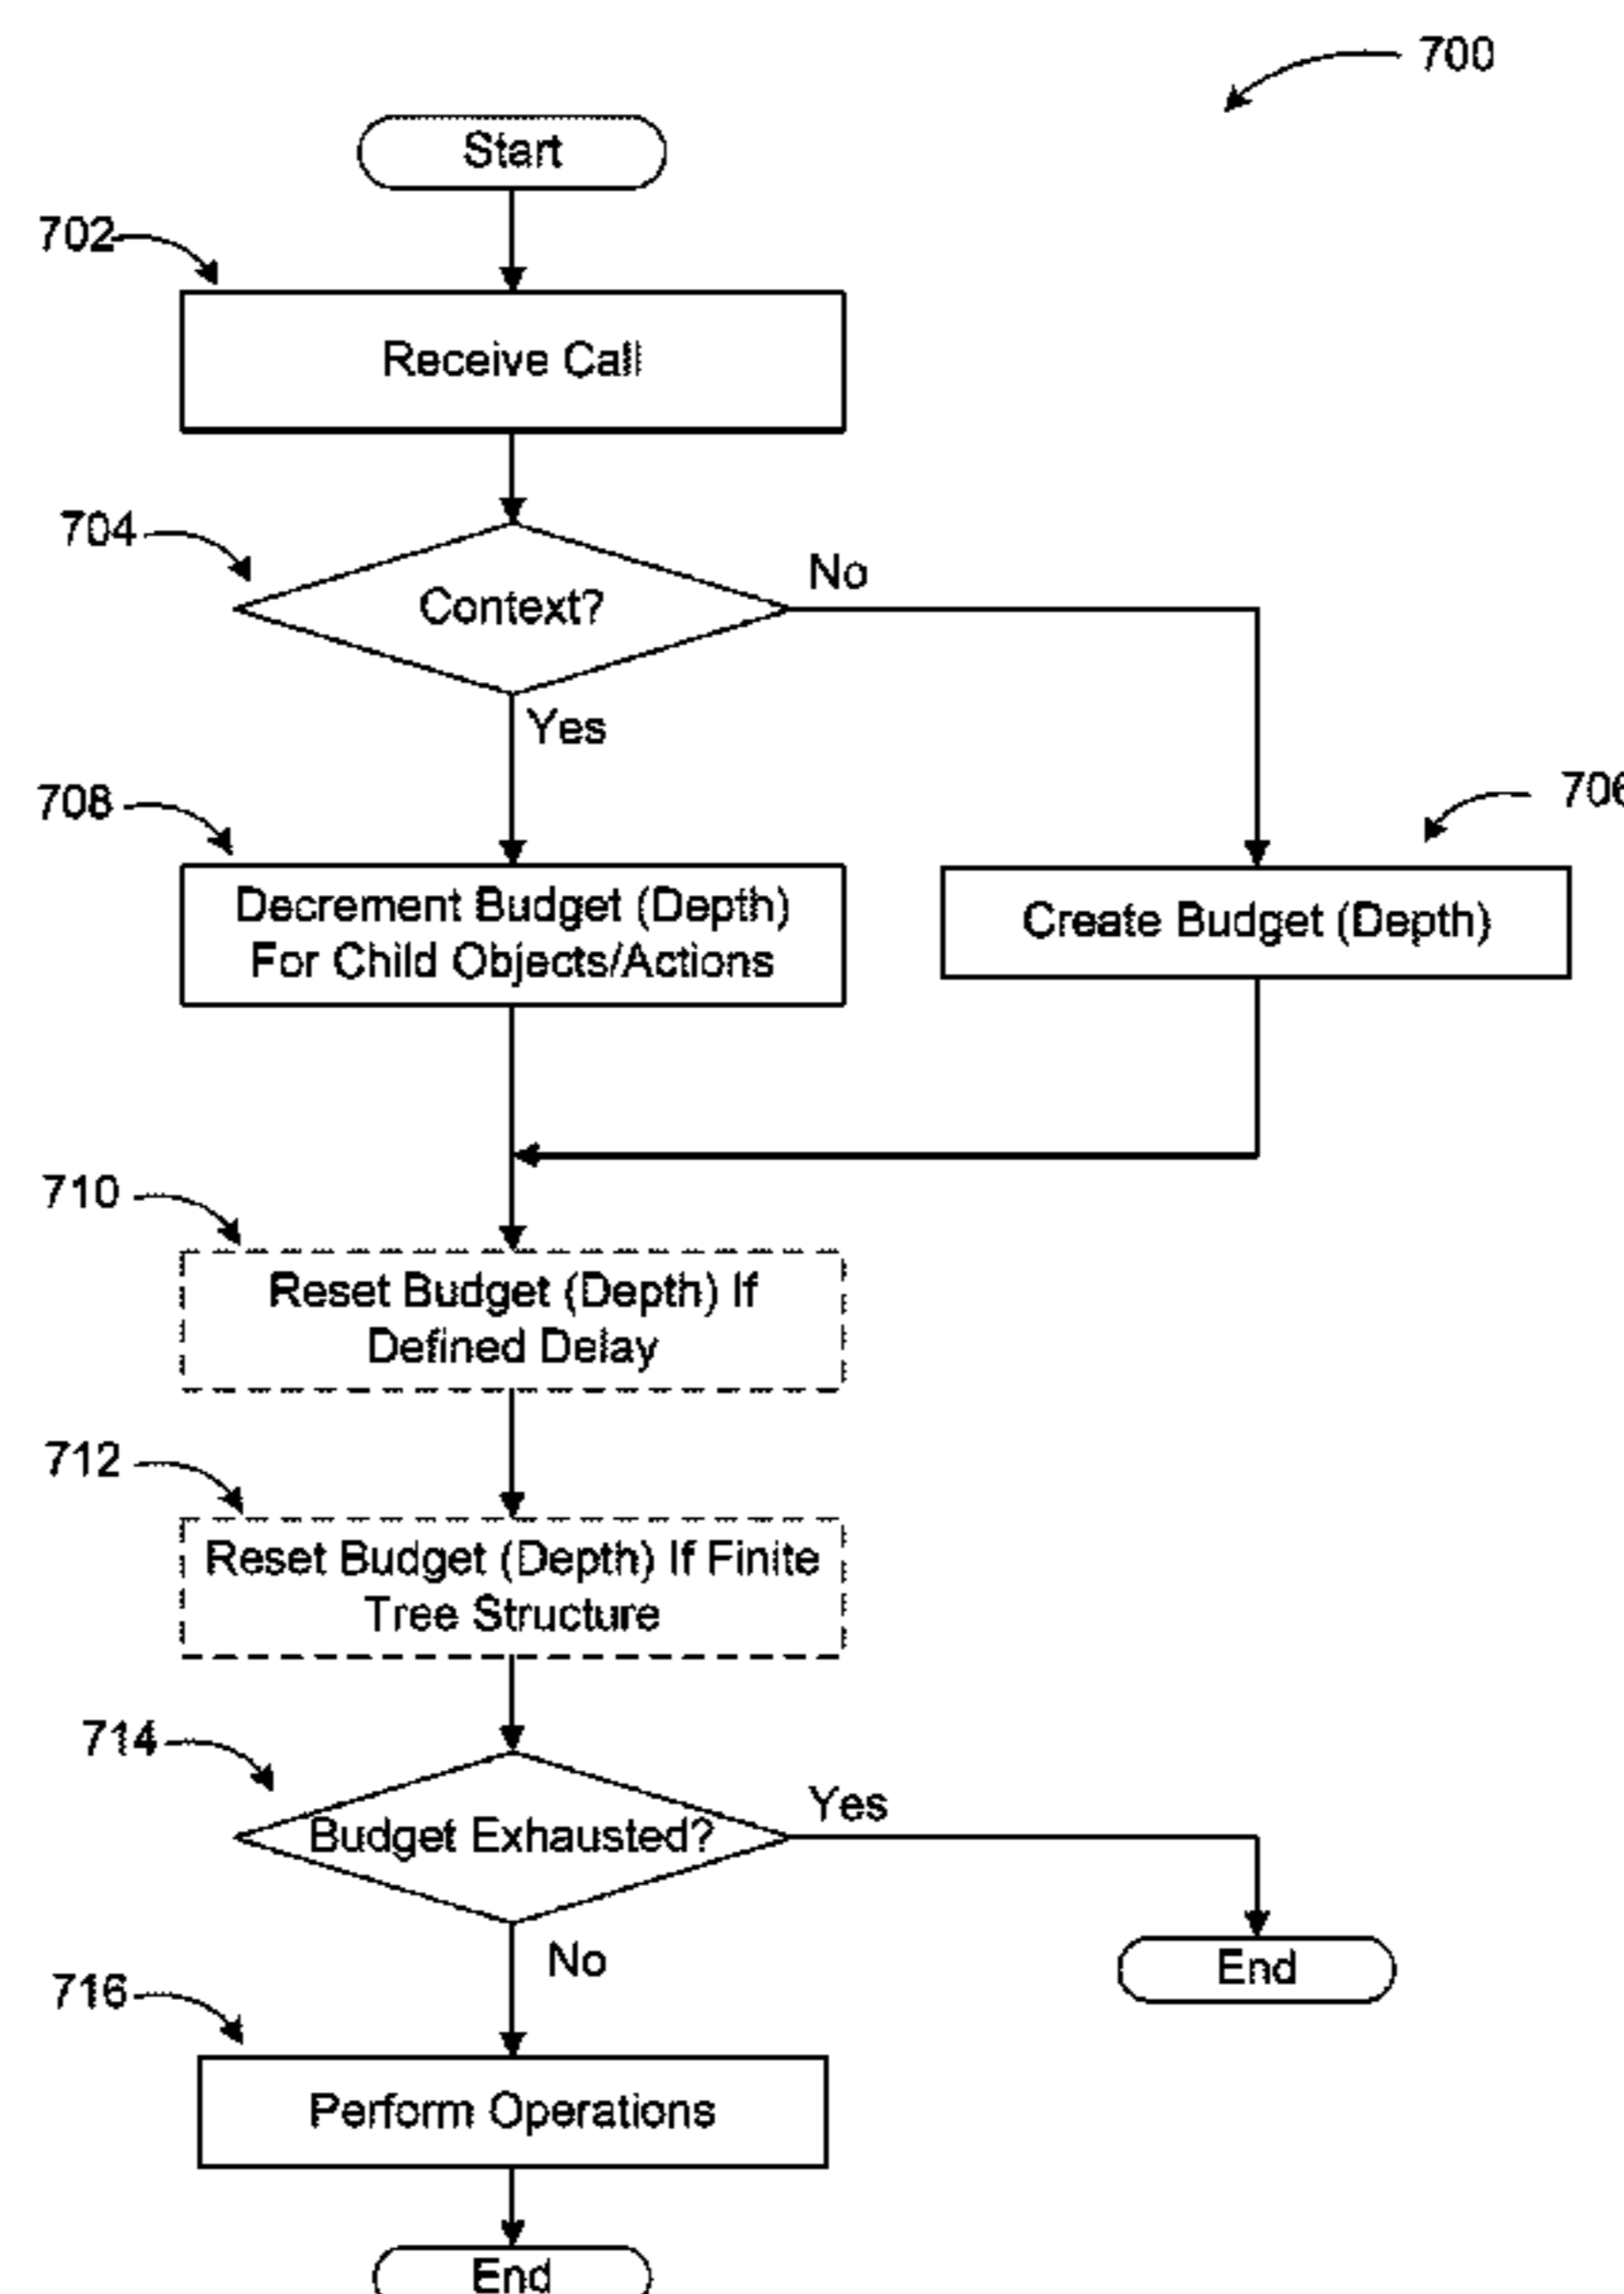 700
Start
702
Receive Call
704
Context?
No
Yes
708
706
Decrement Budget (Depth)
For Child Objects/Actions
Create Budget (Depth)
710
Reset Budget (Depth) If
Defined Delay
712
Reset Budget (Depth) If Finite
Tree Structure
714
Budget Exhausted?
Yes
No
End
716
Perform Operations
End